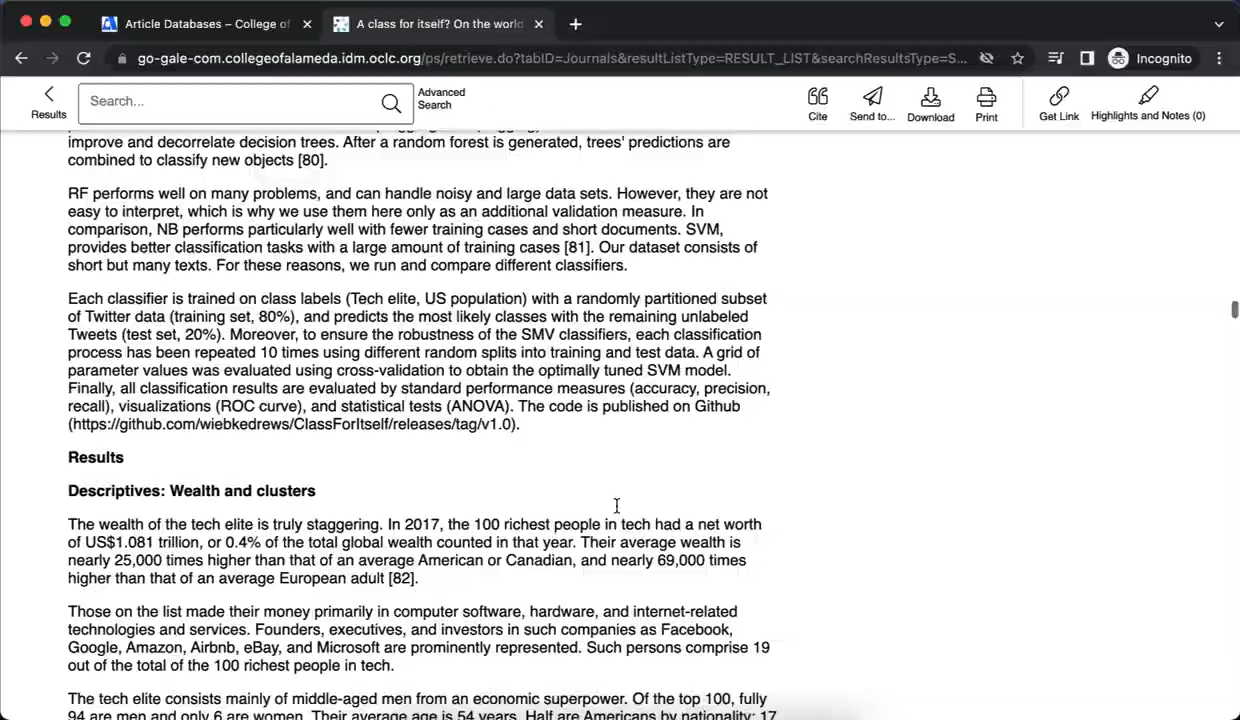 Article Databases – College of
A class for itself? On the world
go-gale-com.collegeofalameda.idm.oclc.org/ps/retrieve.do?tabID=Journals&resultListType=RESULT_LIST&searchResultsType=S...
Incognito
Results
Search...
Advanced
Search
Cite
Send to...
Download
Print
Get Link
Highlights and Notes (0)
improve and decorrelate decision trees. After a random forest is generated, trees' predictions are
combined to classify new objects [80].
RF performs well on many problems, and can handle noisy and large data sets. However, they are not
easy to interpret, which is why we use them here only as an additional validation measure. In
comparison, NB performs particularly well with fewer training cases and short documents. SVM,
provides better classification tasks with a large amount of training cases [81]. Our dataset consists of
short but many texts. For these reasons, we run and compare different classifiers.
Each classifier is trained on class labels (Tech elite, US population) with a randomly partitioned subset
of Twitter data (training set, 80%), and predicts the most likely classes with the remaining unlabeled
Tweets (test set, 20%). Moreover, to ensure the robustness of the SMV classifiers, each classification
process has been repeated 10 times using different random splits into training and test data. A grid of
parameter values was evaluated using cross-validation to obtain the optimally tuned SVM model.
Finally, all classification results are evaluated by standard performance measures (accuracy, precision,
recall), visualizations (ROC curve), and statistical tests (ANOVA). The code is published on Github
(https://github.com/wiebkedrews/ClassForItself/releases/tag/v1.0).
Results
Descriptives: Wealth and clusters
The wealth of the tech elite is truly staggering. In 2017, the 100 richest people in tech had a net worth
of US$1.081 trillion, or 0.4% of the total global wealth counted in that year. Their average wealth is
nearly 25,000 times higher than that of an average American or Canadian, and nearly 69,000 times
higher than that of an average European adult [82].
Those on the list made their money primarily in computer software, hardware, and internet-related
technologies and services. Founders, executives, and investors in such companies as Facebook,
Google, Amazon, Airbnb, eBay, and Microsoft are prominently represented. Such persons comprise 19
out of the total of the 100 richest people in tech.
The tech elite consists mainly of middle-aged men from an economic superpower. Of the top 100, fully
94 are men and only 6 are women. Their average age is 54 years. Half are Americans by nationality; 17